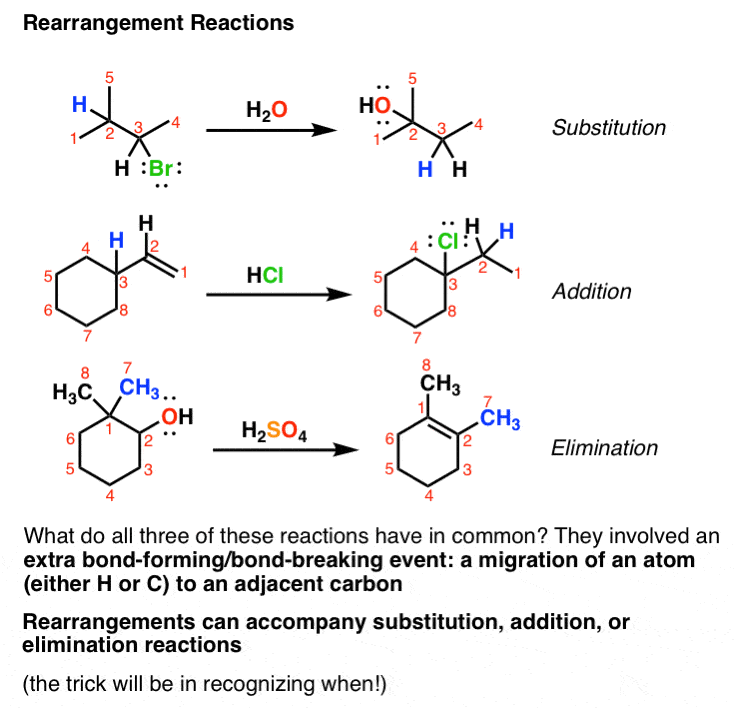 Rearrangement Reactions
5
H
3 4
1 2
H :Br:
H₂O
5
HO
3 4
1 2
H H
Substitution
H
H 2
4
5 3 1
6 8
7
HCl
H H
4 :Cl:
5 2 1
3
6 8
7
Addition
8 7
H₃C CH₃
OH
1
6 2
5 3
4
H₂SO₄
8
CH₃
7
1 CH₃
6 2
5 3
4
Elimination
What do all three of these reactions have in common? They involved an
extra bond-forming/bond-breaking event: a migration of an atom
(either H or C) to an adjacent carbon
Rearrangements can accompany substitution, addition, or
elimination reactions
(the trick will be in recognizing when!)